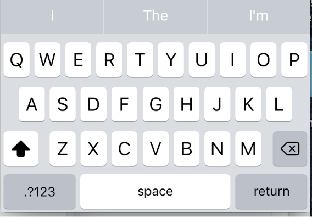 I The I'm
Q W E R T Y U I O P
A S D F G H J K L
Z X C V B N M
.?123 space return